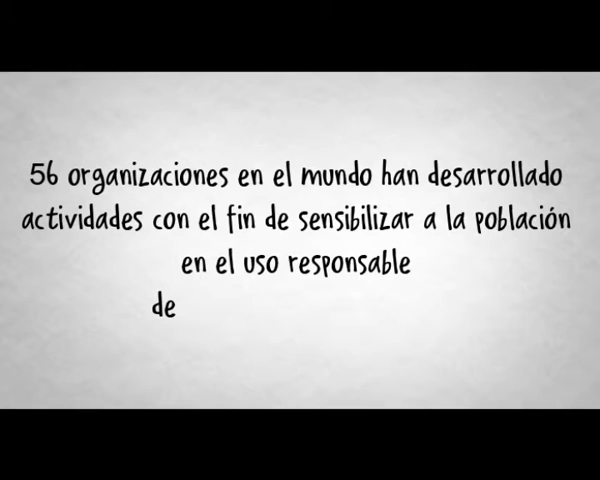 56 organizaciones en el mundo han desarrollado
actividades con el fin de sensibilizar a la población
en el uso responsable
de